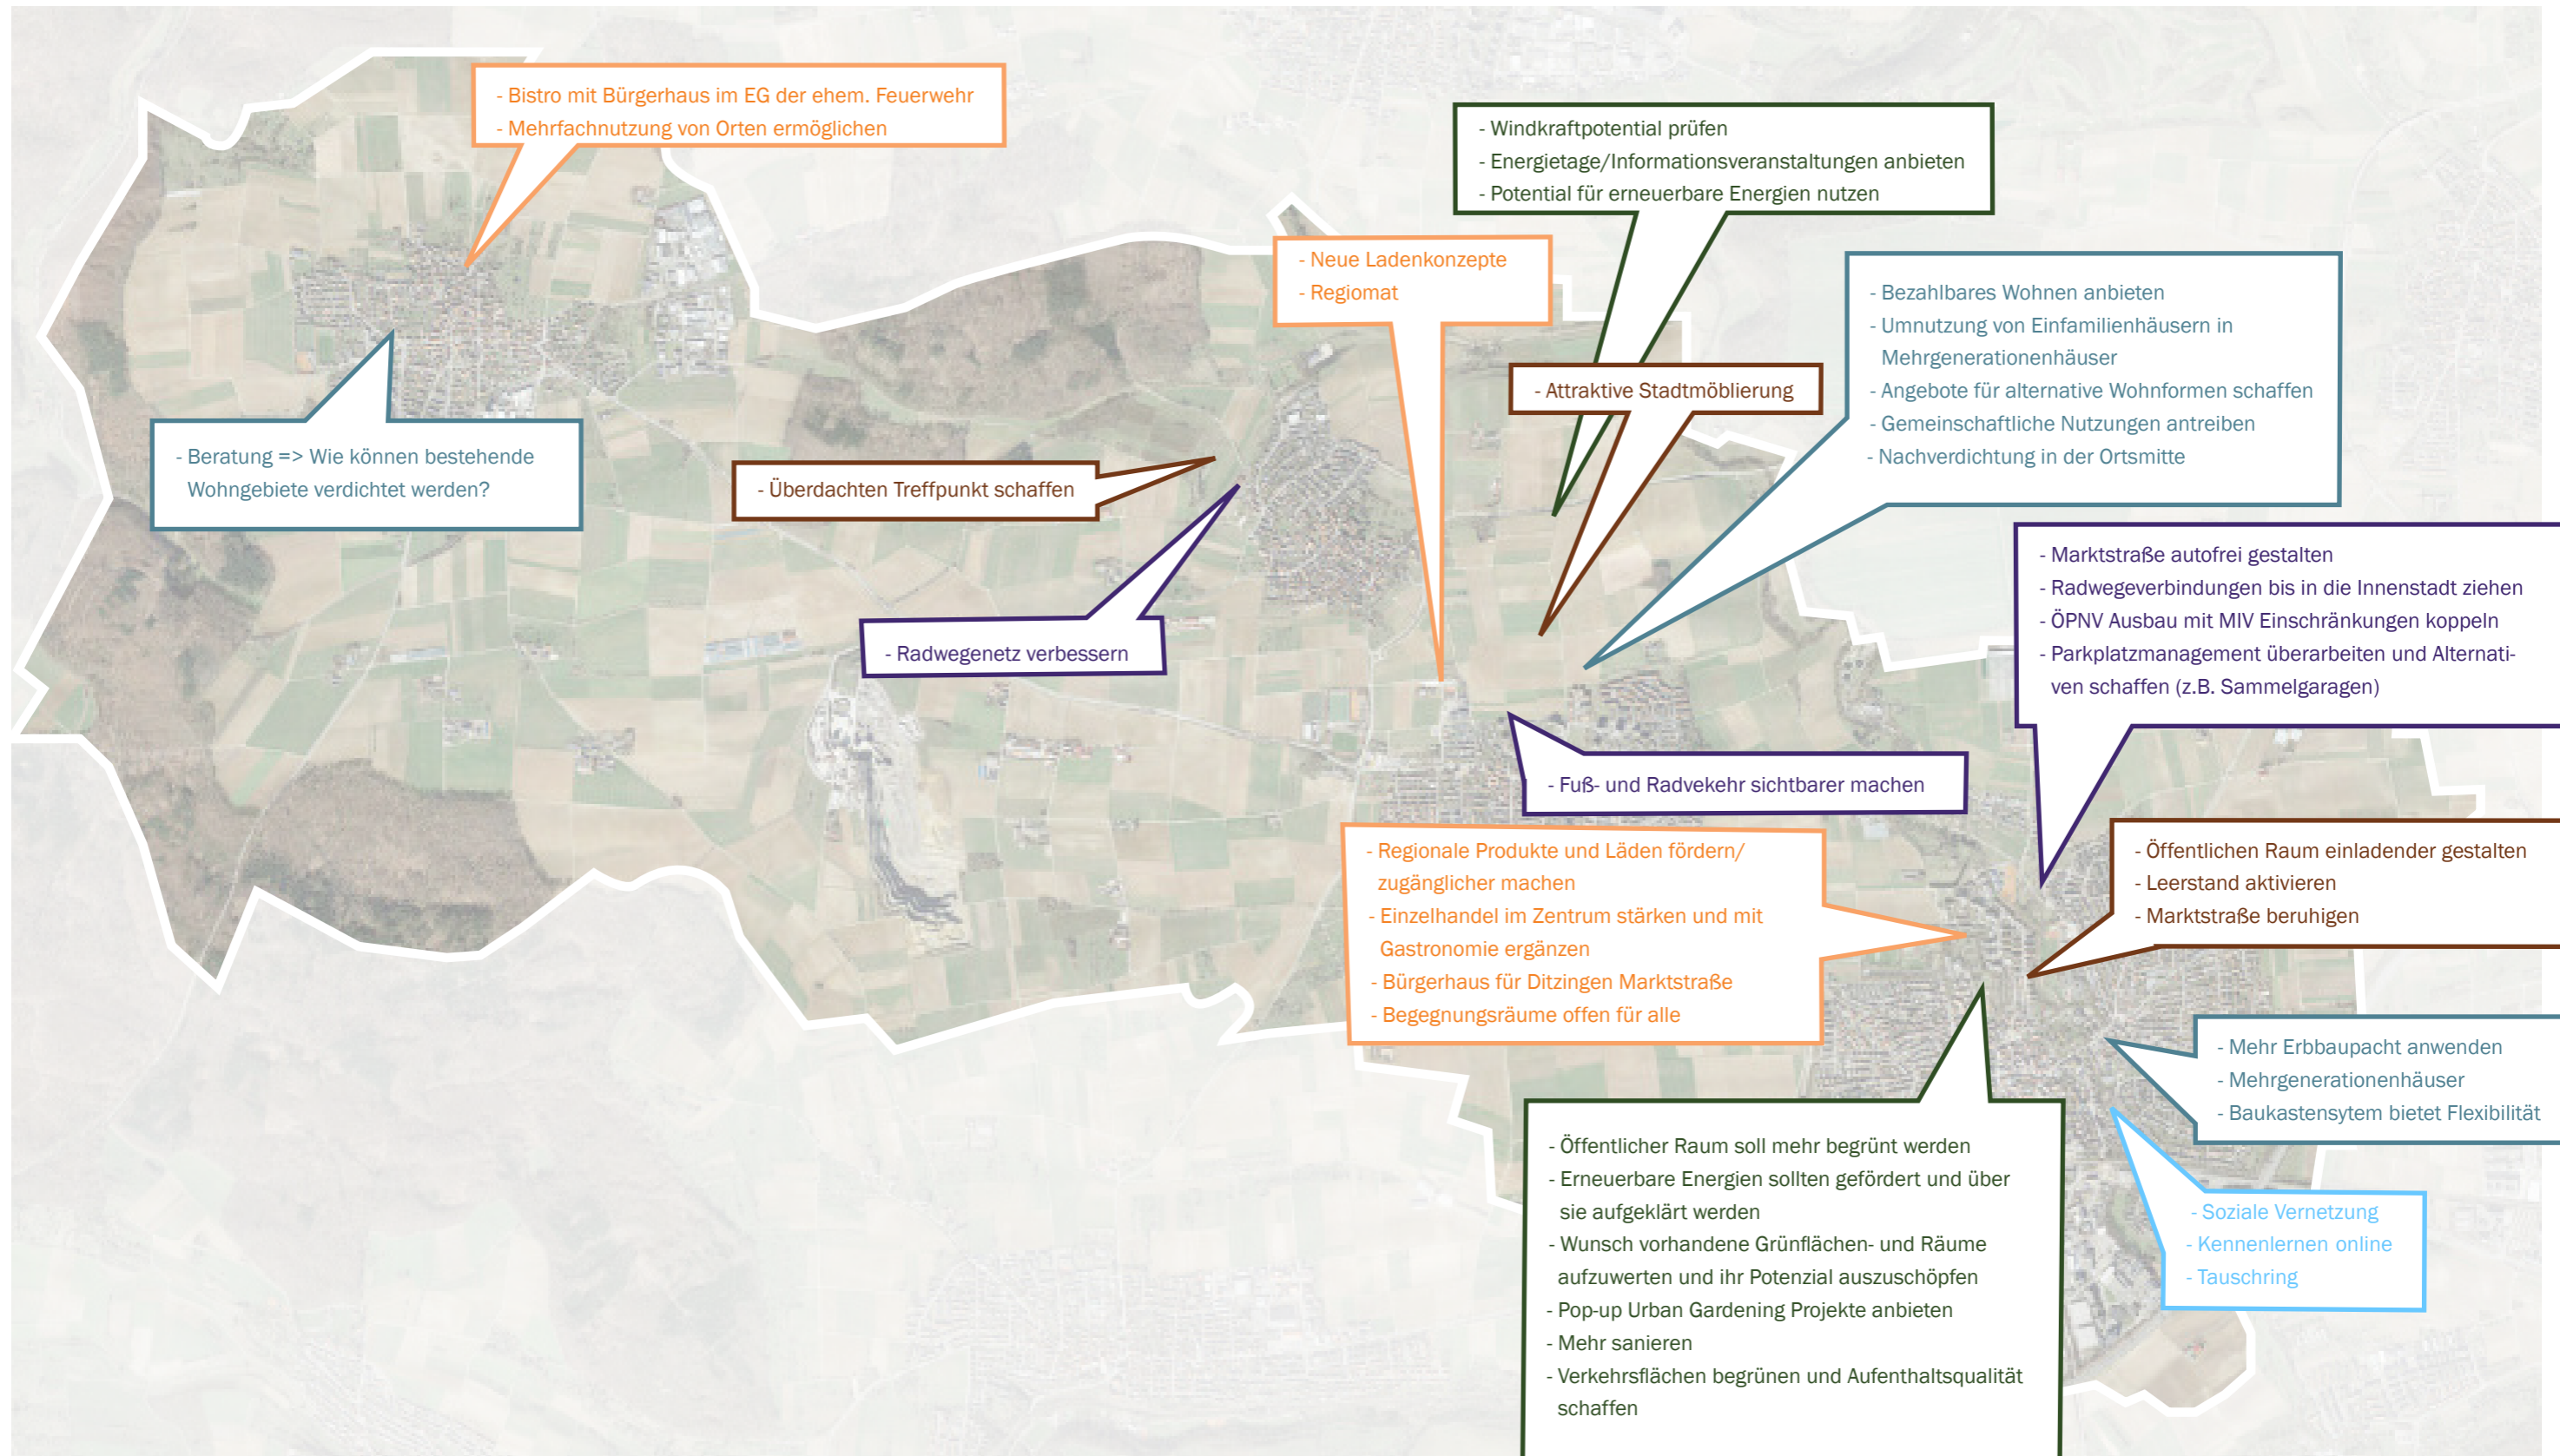 - Bistro mit Bürgerhaus im EG der ehem. Feuerwehr
- Mehrfachnutzung von Orten ermöglichen
- Windkraftpotential prüfen
- Energietage/Informationsveranstaltungen anbieten
- Potential für erneuerbare Energien nutzen
- Neue Ladenkonzepte
- Regiomat
- Bezahlbares Wohnen anbieten
- Umnutzung von Einfamilienhäusern in
Mehrgenerationenhäuser
- Angebote für alternative Wohnformen schaffen
- Gemeinschaftliche Nutzungen antreiben
- Nachverdichtung in der Ortsmitte
- Attraktive Stadtmöblierung
- Beratung => Wie können bestehende
Wohngebiete verdichtet werden?
- Überdachten Treffpunkt schaffen
- Marktstraße autofrei gestalten
- Radwegeverbindungen bis in die Innenstadt ziehen
- ÖPNV Ausbau mit MIV Einschränkungen koppeln
- Parkplatzmanagement überarbeiten und Alternati-
ven schaffen (z.B. Sammelgaragen)
- Radwegenetz verbessern
- Fuß- und Radvekehr sichtbarer machen
- Regionale Produkte und Läden fördern/
zugänglicher machen
- Einzelhandel im Zentrum stärken und mit
Gastronomie ergänzen
- Bürgerhaus für Ditzingen Marktstraße
- Begegnungsräume offen für alle
- Öffentlichen Raum einladender gestalten
- Leerstand aktivieren
- Marktstraße beruhigen
- Mehr Erbbaupacht anwenden
- Mehrgenerationenhäuser
- Baukastensytem bietet Flexibilität
- Öffentlicher Raum soll mehr begrünt werden
- Erneuerbare Energien sollten gefördert und über
sie aufgeklärt werden
- Wunsch vorhandene Grünflächen- und Räume
aufzuwerten und ihr Potenzial auszuschöpfen
- Pop-up Urban Gardening Projekte anbieten
- Mehr sanieren
- Verkehrsflächen begrünen und Aufenthaltsqualität
schaffen
- Soziale Vernetzung
- Kennenlernen online
- Tauschring